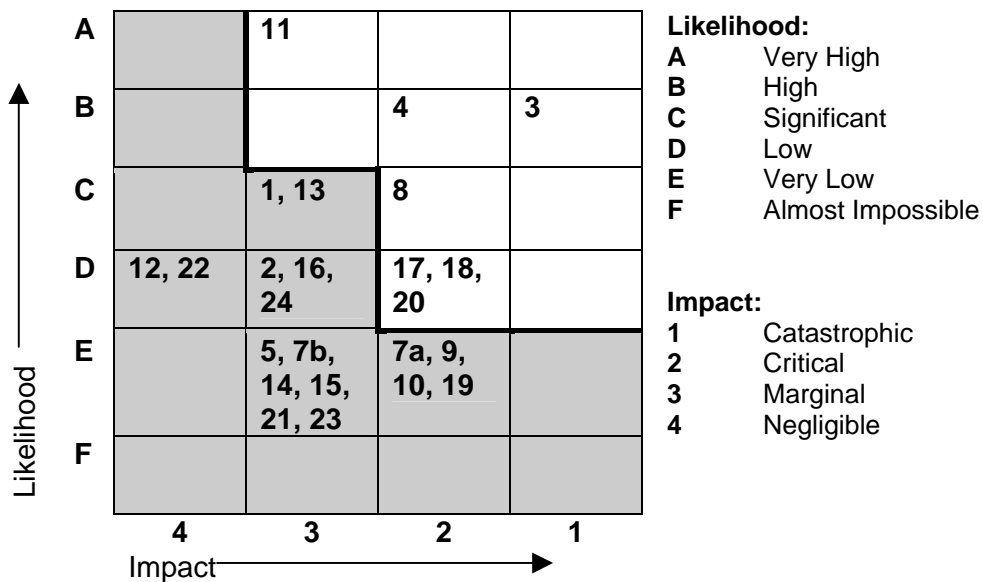 A
11
B
4
3
C
1, 13
8
D
12, 22
2, 16,
24
17, 18,
20
E
5, 7b,
14, 15,
21, 23
7a, 9,
10, 19
F
4
3
2
1
Likelihood
Impact
Likelihood:
A Very High
B High
C Significant
D Low
E Very Low
F Almost Impossible
Impact:
1 Catastrophic
2 Critical
3 Marginal
4 Negligible